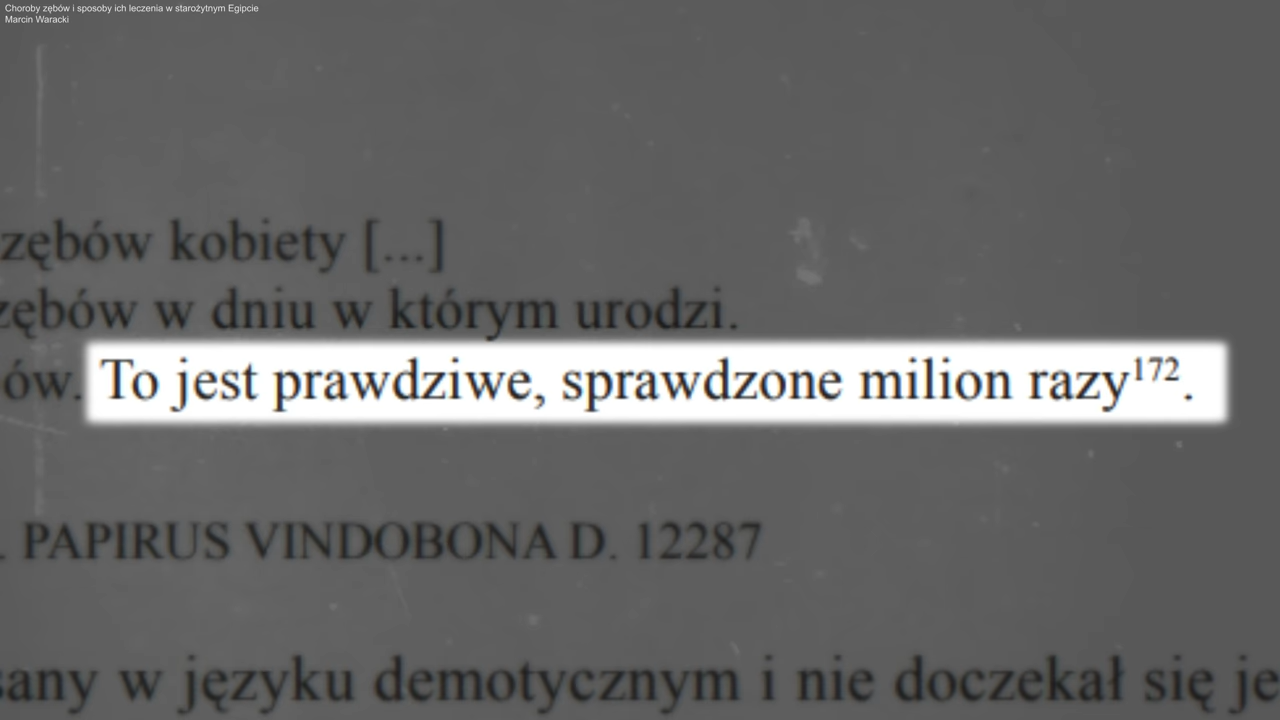 Choroby zębów i sposoby ich leczenia w starożytnym Egipcie
Marcin Waracki
zębów kobiety [...]
zębów w dniu w którym urodzi.
ów. To jest prawdziwe, sprawdzone milion razy¹⁷².
. PAPIRUS VINDOBONA D. 12287
sany w języku demotycznym i nie doczekał się je